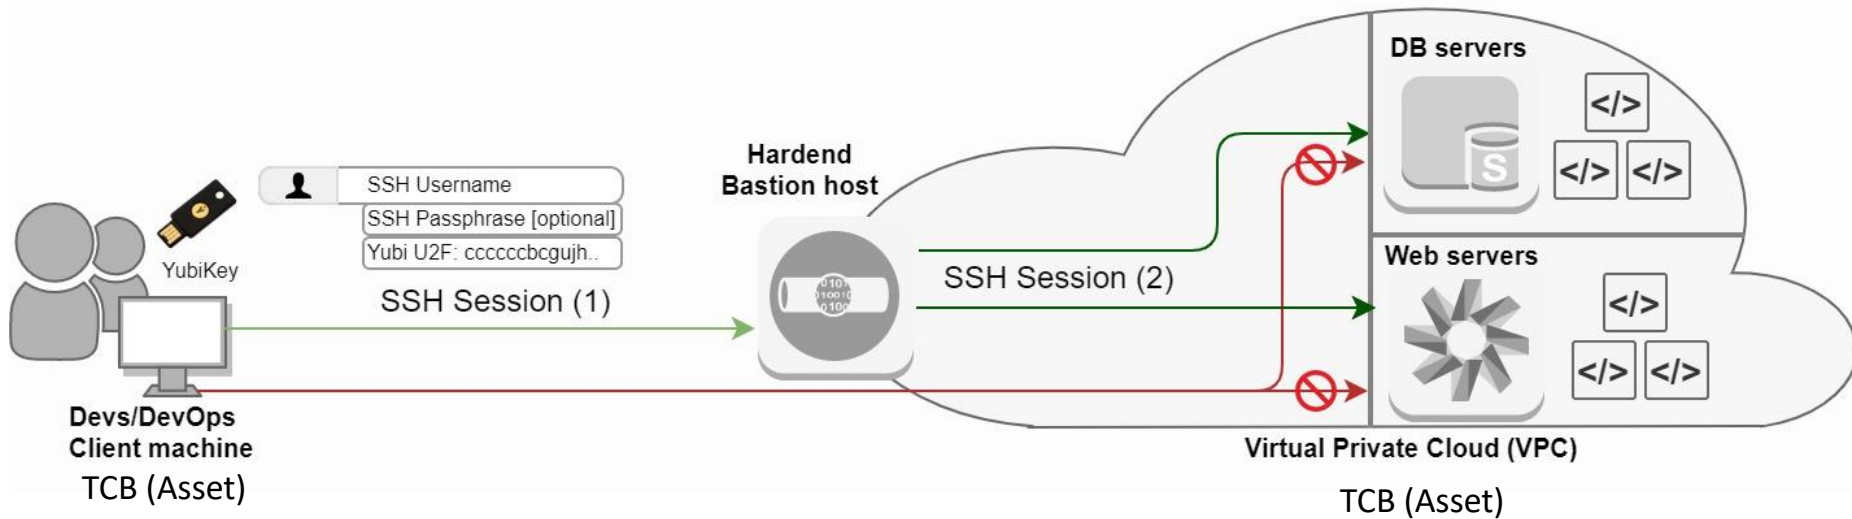 YubiKey
SSH Username
SSH Passphrase [optional]
Yubi U2F: ccccccbcgujh..
SSH Session (1)
Devs/DevOps
Client machine
TCB (Asset)
Hardend
Bastion host
SSH Session (2)
DB servers
S
</>
</> </>
Web servers
</>
</> </>
Virtual Private Cloud (VPC)
TCB (Asset)